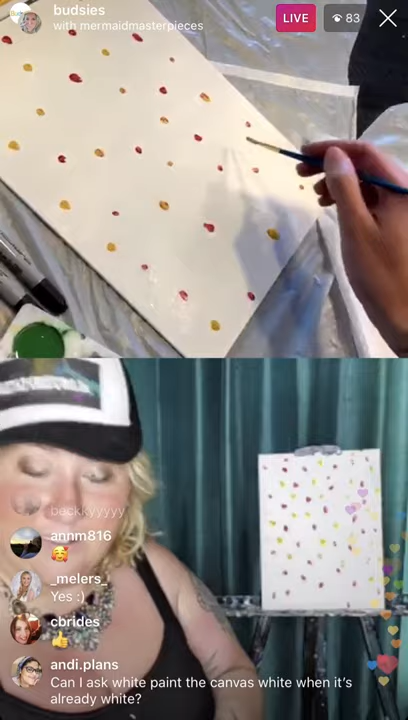 budsies
with mermaidmasterpieces
LIVE
83
beckkyyyyy
annm816
🥰
_melers_
Yes :)
cbrides
👍
andi.plans
Can I ask white paint the canvas white when it's
already white?